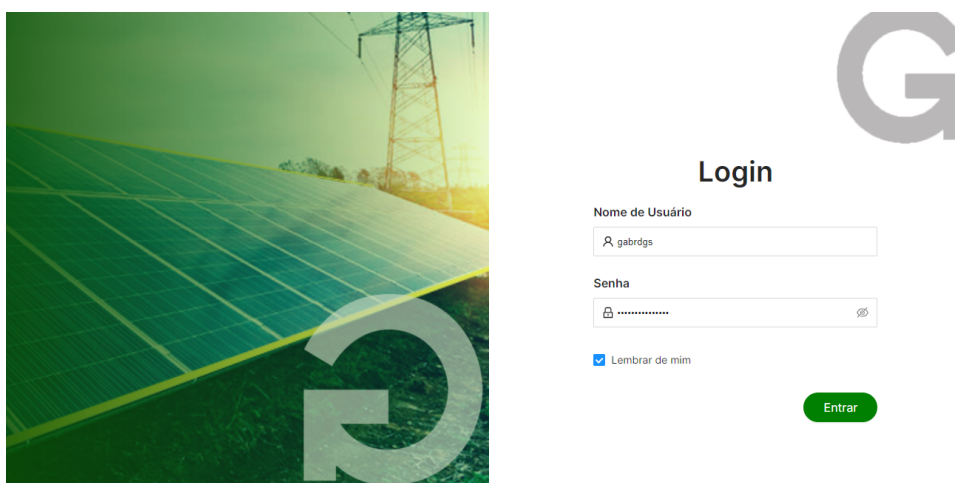 Login
Nome de Usuário
gabrdgs
Senha
•••••••••••••••
Lembrar de mim
Entrar